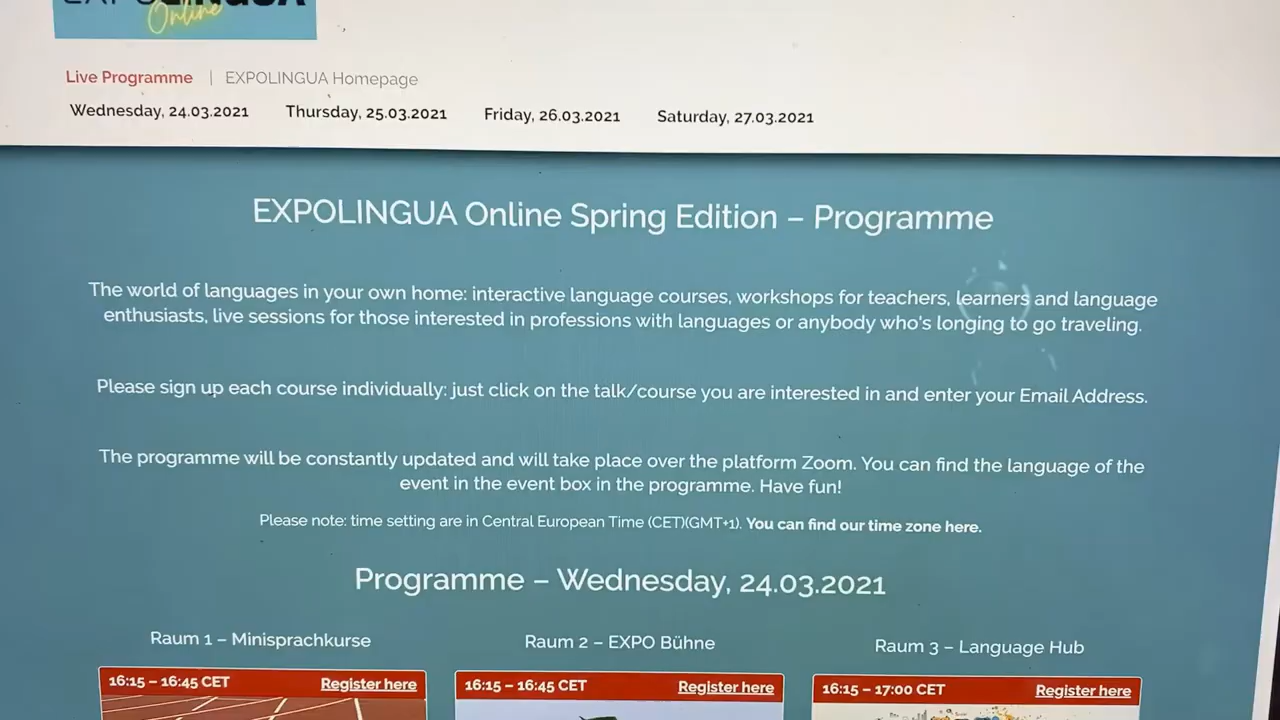 Online
Live Programme | EXPOLINGUA Homepage
Wednesday, 24.03.2021 Thursday, 25.03.2021 Friday, 26.03.2021 Saturday, 27.03.2021
EXPOLINGUA Online Spring Edition – Programme
The world of languages in your own home: interactive language courses, workshops for teachers, learners and language
enthusiasts, live sessions for those interested in professions with languages or anybody who's longing to go traveling.
Please sign up each course individually: just click on the talk/course you are interested in and enter your Email Address.
The programme will be constantly updated and will take place over the platform Zoom. You can find the language of the
event in the event box in the programme. Have fun!
Please note: time setting are in Central European Time (CET)(GMT+1). You can find our time zone here.
Programme – Wednesday, 24.03.2021
Raum 1 – Minisprachkurse Raum 2 – EXPO Bühne Raum 3 – Language Hub
16:15 – 16:45 CET Register here 16:15 – 16:45 CET Register here 16:15 – 17:00 CET Register here